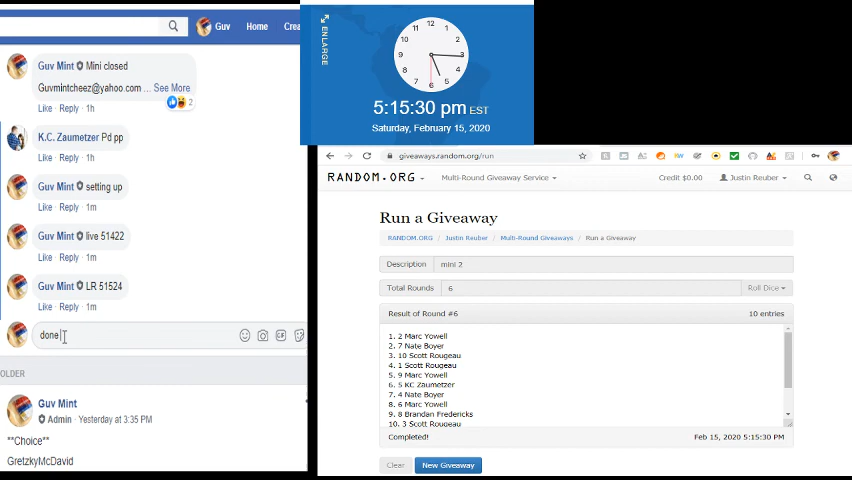 Guv
Home
Crea
Guv Mint Mini closed
Guvmintcheez@yahoo.com ... See More
2
Like · Reply · 1h
K.C. Zaumetzer Pd pp
Like · Reply · 1h
Guv Mint setting up
Like · Reply · 1m
Guv Mint live 51422
Like · Reply · 1m
Guv Mint LR 51524
Like · Reply · 1m
done
GIF
OLDER
Guv Mint
Admin · Yesterday at 3:35 PM
**Choice**
GretzkyMcDavid
ENLARGE
12
1
2
3
4
5
6
7
8
9
10
11
5:15:30 pm EST
Saturday, February 15, 2020
giveaways.random.org/run
RANDOM.ORG
Multi-Round Giveaway Service
Credit $0.00
Justin Reuber
Run a Giveaway
RANDOM.ORG
Justin Reuber
Multi-Round Giveaways
Run a Giveaway
Description mini 2
Total Rounds 6 Roll Dice
Result of Round #6 10 entries
1. 2 Marc Yowell
2. 7 Nate Boyer
3. 10 Scott Rougeau
4. 1 Scott Rougeau
5. 9 Marc Yowell
6. 5 KC Zaumetzer
7. 4 Nate Boyer
8. 6 Marc Yowell
9. 8 Brandan Fredericks
10. 3 Scott Rougeau
Completed! Feb 15, 2020 5:15:30 PM
Clear
New Giveaway